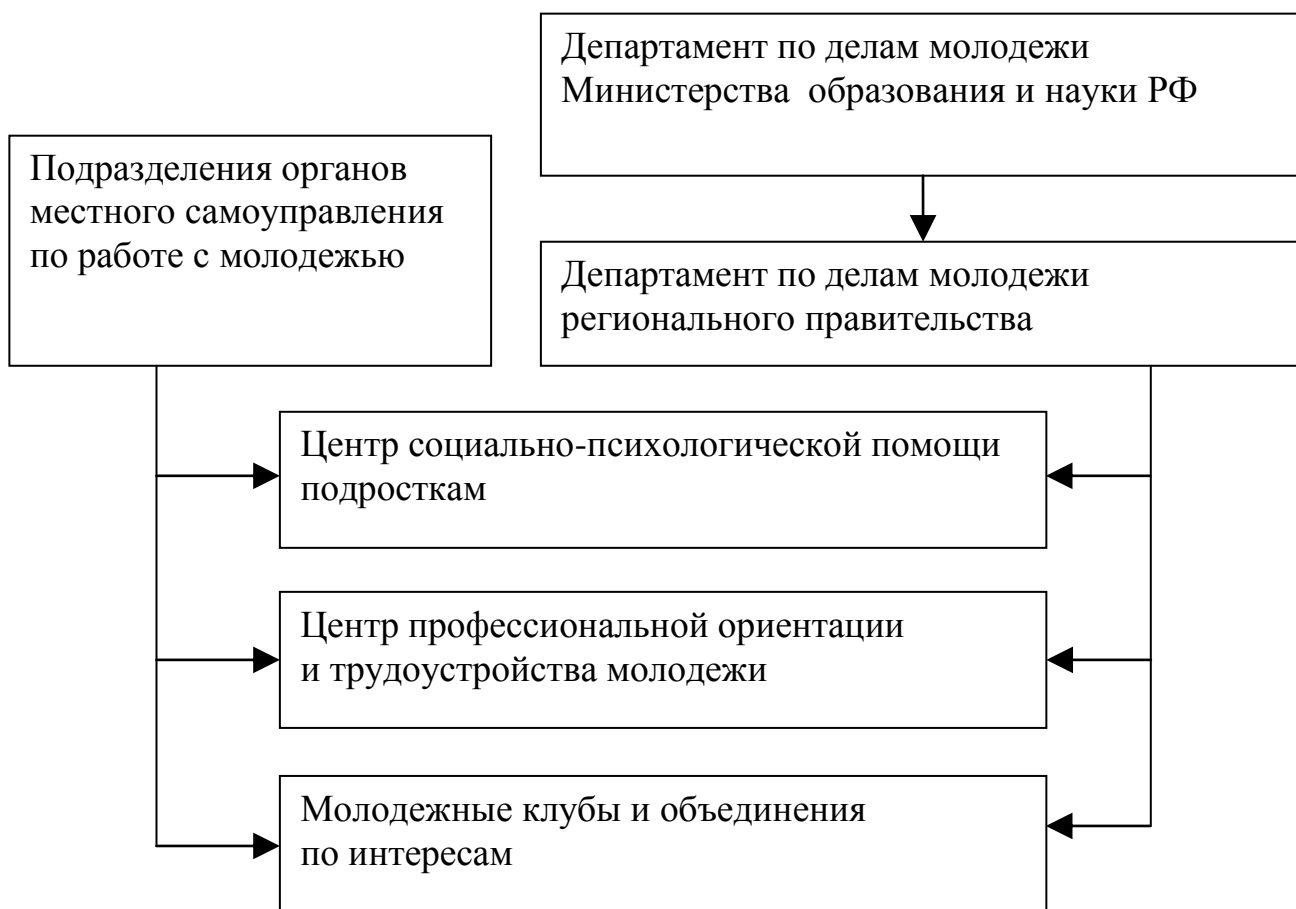 Департамент по делам молодежи
Министерства  образования и науки РФ
Подразделения органов
местного самоуправления
по работе с молодежью
Департамент по делам молодежи
регионального правительства
Центр социально-психологической помощи
подросткам
Центр профессиональной ориентации
и трудоустройства молодежи
Молодежные клубы и объединения
по интересам